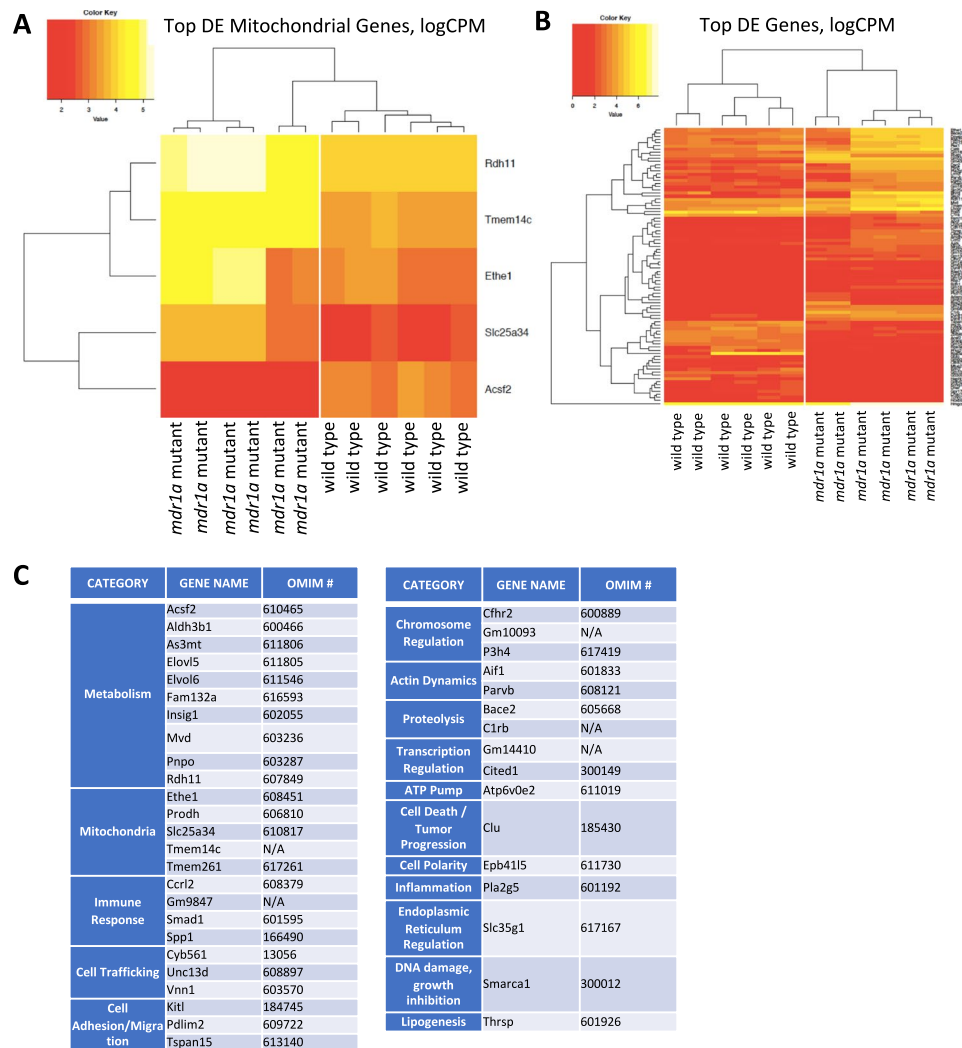 A
Top DE Mitochondrial Genes, logCPM
Color Key
2 3 4 5
Value
Rdh11
Tmem14c
Ethe1
Slc25a34
Acsf2
mdr1a mutant
mdr1a mutant
mdr1a mutant
mdr1a mutant
mdr1a mutant
mdr1a mutant
wild type
wild type
wild type
wild type
wild type
wild type
B
Top DE Genes, logCPM
Color Key
0 2 4 6
Value
wild type
wild type
wild type
wild type
wild type
wild type
mdr1a mutant
mdr1a mutant
mdr1a mutant
mdr1a mutant
mdr1a mutant
mdr1a mutant
C
CATEGORY GENE NAME OMIM #
Metabolism
Acsf2 610465
Aldh3b1 600466
As3mt 611806
Elovl5 611805
Elvol6 611546
Fam132a 616593
Insig1 602055
Mvd 603236
Pnpo 603287
Rdh11 607849
Mitochondria
Ethe1 608451
Prodh 606810
Slc25a34 610817
Tmem14c N/A
Tmem261 617261
Immune
Response
Ccrl2 608379
Gm9847 N/A
Smad1 601595
Spp1 166490
Cell Trafficking
Cyb561 13056
Unc13d 608897
Vnn1 603570
Cell
Adhesion/Migra
tion
Kitl 184745
Pdlim2 609722
Tspan15 613140
CATEGORY GENE NAME OMIM #
Chromosome
Regulation
Cfhr2 600889
Gm10093 N/A
P3h4 617419
Actin Dynamics
Aif1 601833
Parvb 608121
Proteolysis
Bace2 605668
C1rb N/A
Transcription
Regulation
Gm14410 N/A
Cited1 300149
ATP Pump Atp6v0e2 611019
Cell Death /
Tumor
Progression
Clu 185430
Cell Polarity Epb41l5 611730
Inflammation Pla2g5 601192
Endoplasmic
Reticulum
Regulation
Slc35g1 617167
DNA damage,
growth
inhibition
Smarca1 300012
Lipogenesis Thrsp 601926